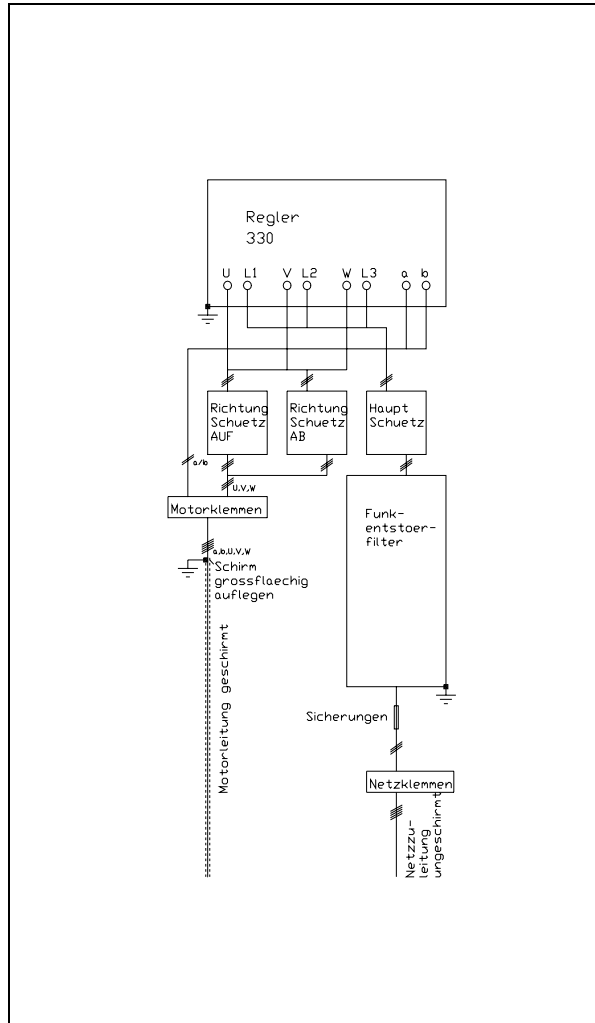 Regler
330
U L1 V L2 W L3 a b
Richtung
Schuetz
AUF
Richtung
Schuetz
AB
Haupt
Schuetz
a/b
U,V,W
Motorklemmen
Funk-
entstoer-
filter
a,b,U,V,W
Schirm
grossflaechig
auflegen
Motorleitung geschirmt
Sicherungen
Netzklemmen
Netzzu-
leitung
ungeschirmt